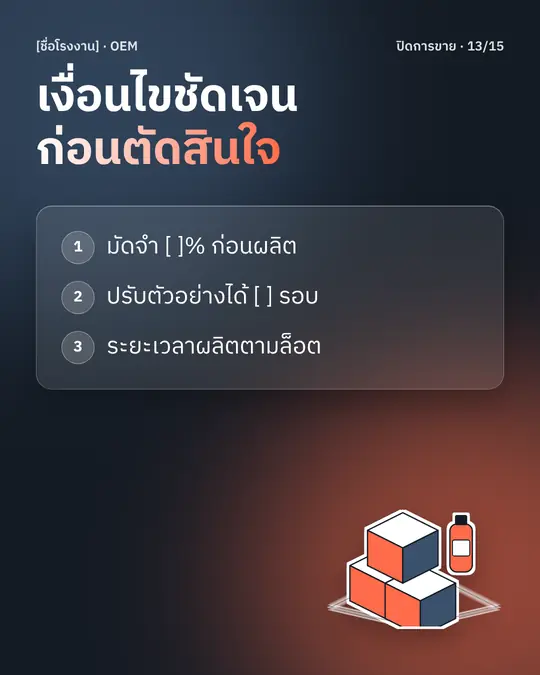 [ชื่อโรงงาน] · OEM
ปิดการขาย · 13/15
เงื่อนไขชัดเจน
ก่อนตัดสินใจ
1 มัดจำ [ ]% ก่อนผลิต
2 ปรับตัวอย่างได้ [ ] รอบ
3 ระยะเวลาผลิตตามล็อต